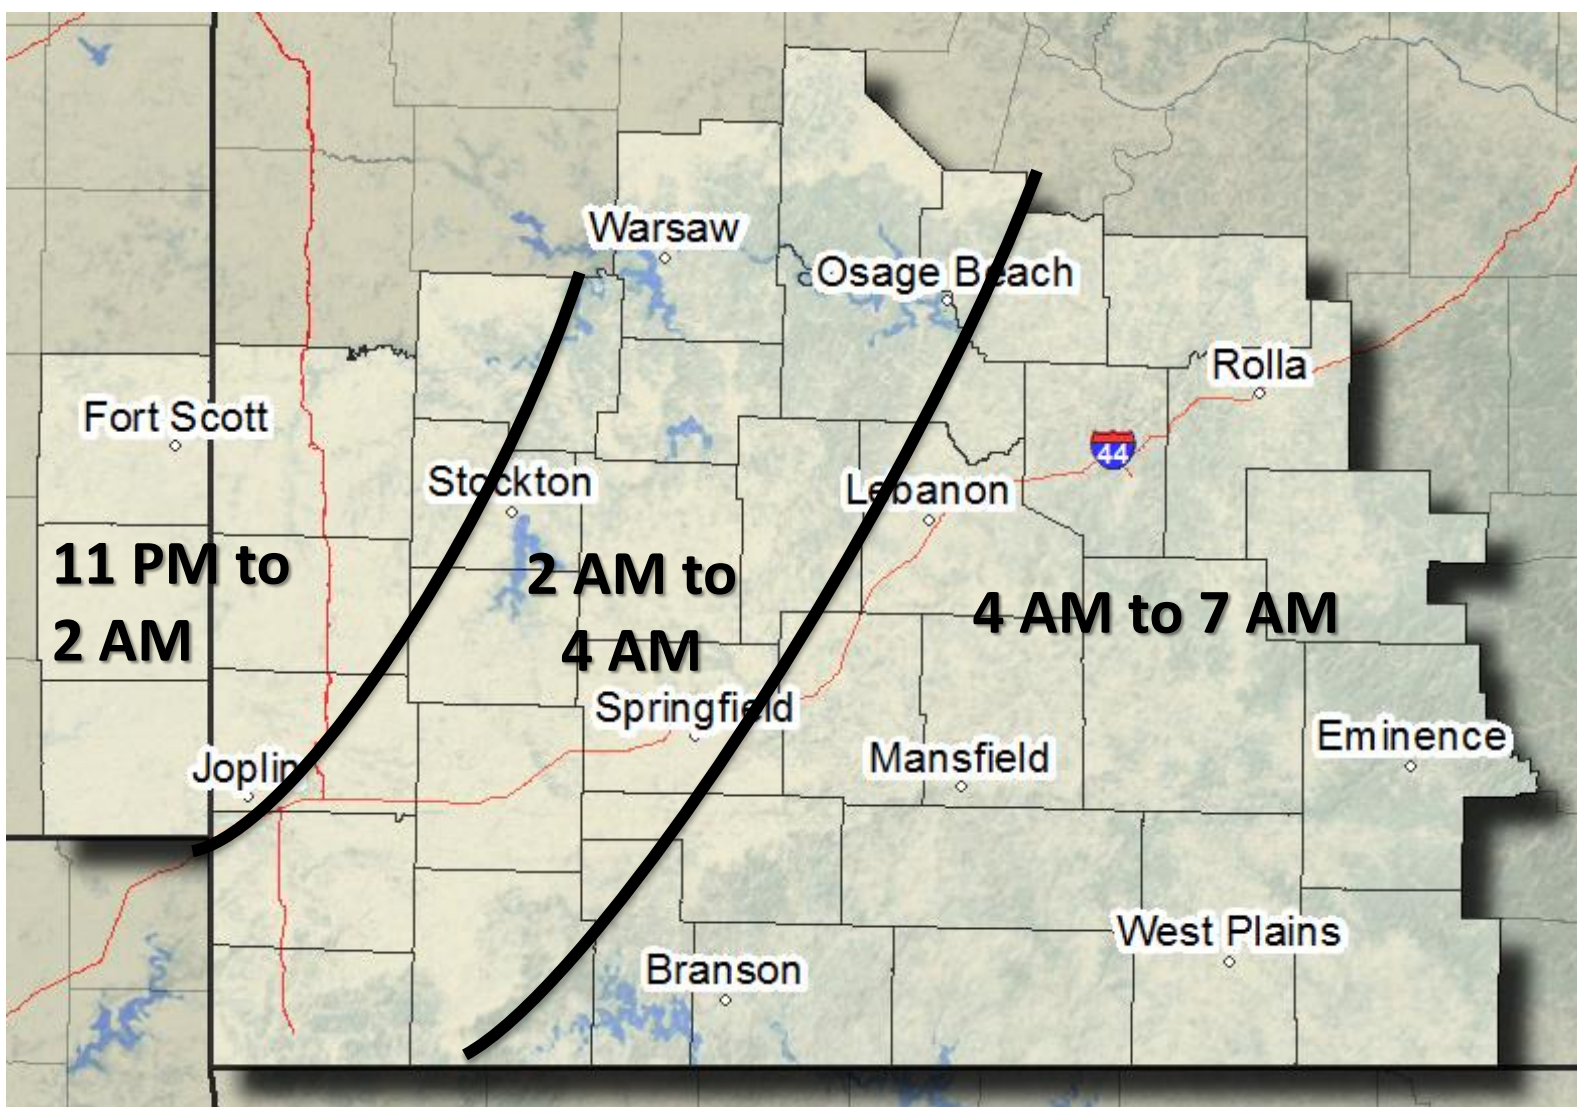 Warsaw
Osage Beach
Rolla
Fort Scott
44
Stockton
Lebanon
11 PM to
2 AM
2 AM to
4 AM
4 AM to 7 AM
Springfield
Eminence
Joplin
Mansfield
West Plains
Branson